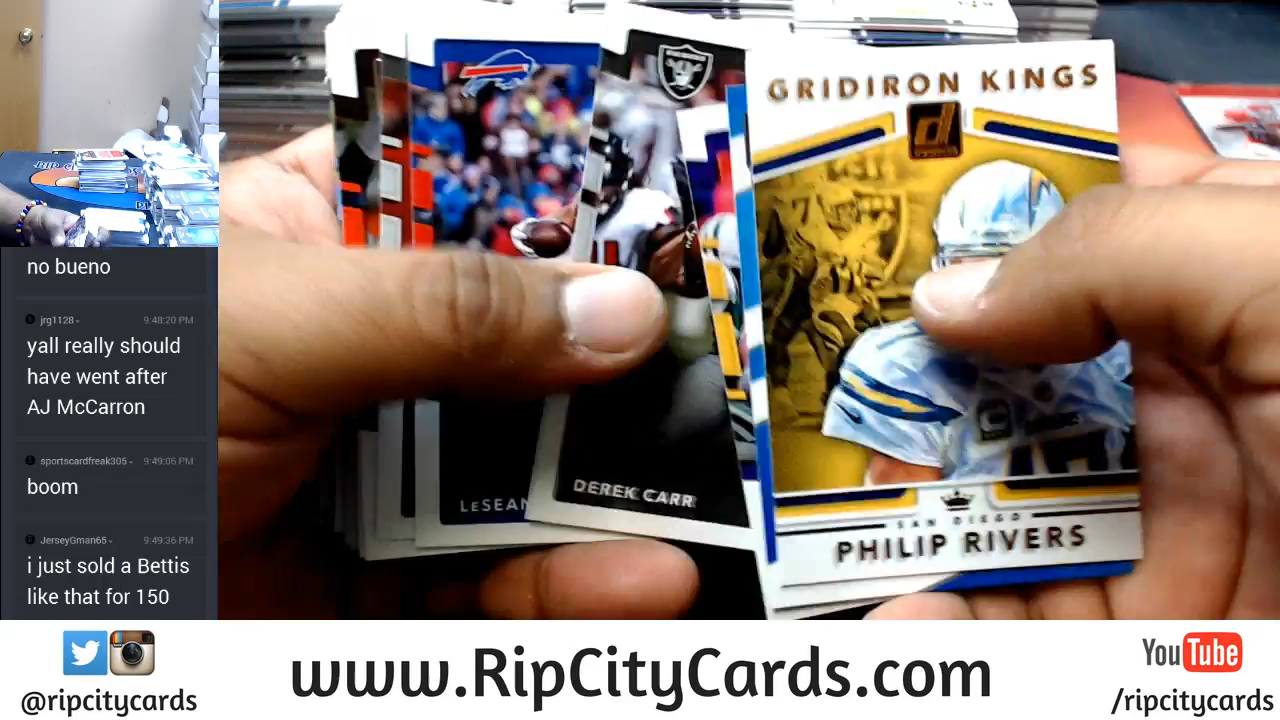 no bueno
jrg1128
9:48:20 PM
yall really should
have went after
AJ McCarron
sportscardfreak305
9:49:06 PM
boom
JerseyGman65
9:49:36 PM
i just sold a Bettis
like that for 150
LeSEAN
DEREK CARR
GRIDIRON KINGS
d
SAN DIEGO
PHILIP RIVERS
@ripcitycards
www.RipCityCards.com
YouTube
/ripcitycards